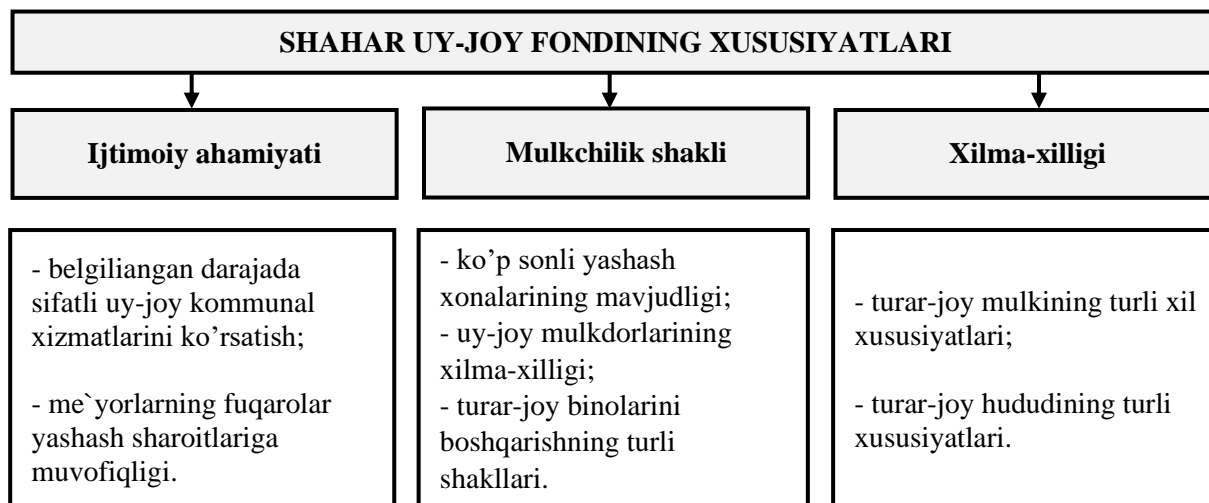 SHAHAR UY-JOY FONDINING XUSUSIYATLARI
Ijtimoiy ahamiyati
Mulkchilik shakli
Xilma-xilligi
- belgiliangan darajada
sifatli uy-joy kommunal
xizmatlarini ko’rsatish;
- me`yorlarning fuqarolar
yashash sharoitlariga
muvofiqligi.
- ko’p sonli yashash
xonalarining mavjudligi;
- uy-joy mulkdorlarining
xilma-xilligi;
- turar-joy binolarini
boshqarishning turli
shakllari.
- turar-joy mulkining turli xil
xususiyatlari;
- turar-joy hududining turli
xususiyatlari.